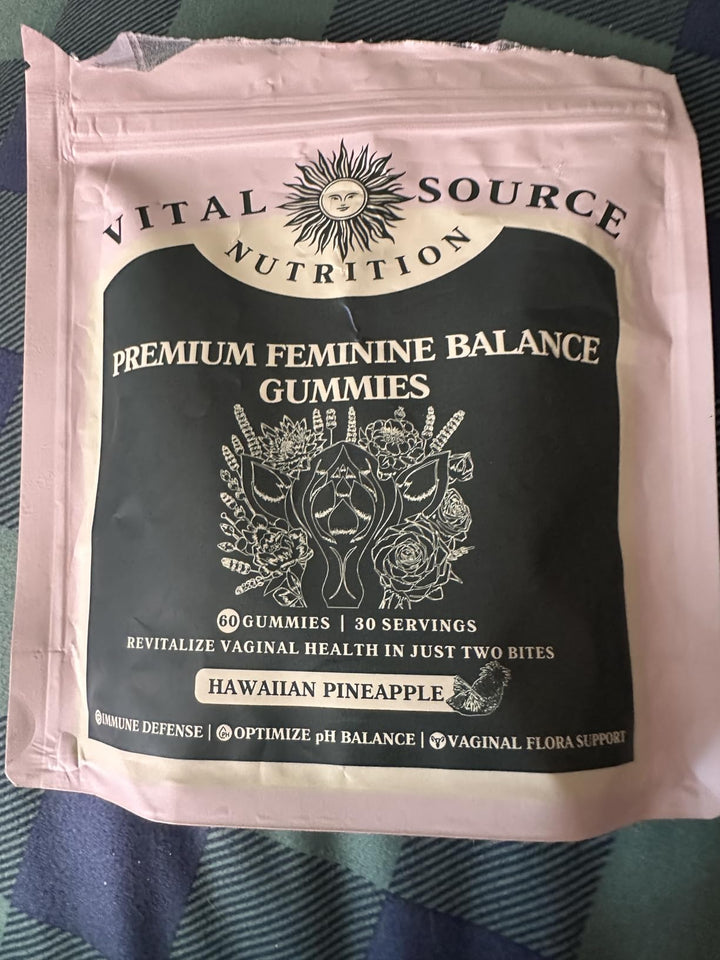 VITAL SOURCE
NUTRITION
PREMIUM FEMININE BALANCE
GUMMIES
60 GUMMIES | 30 SERVINGS
REVITALIZE VAGINAL HEALTH IN JUST TWO BITES
HAWAIIAN PINEAPPLE
IMMUNE DEFENSE | OPTIMIZE pH BALANCE | VAGINAL FLORA SUPPORT